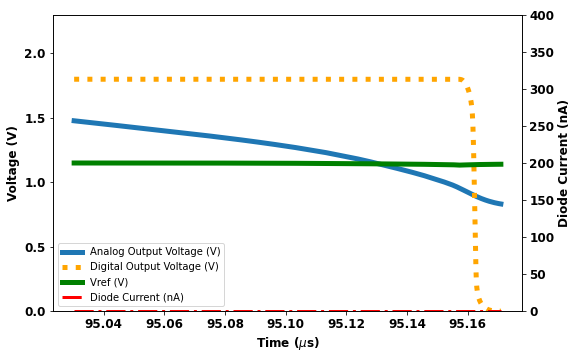 2.0
1.5
1.0
0.5
0.0
Voltage (V)
400
350
300
250
200
150
100
50
0
Diode Current (nA)
Analog Output Voltage (V)
Digital Output Voltage (V)
Vref (V)
Diode Current (nA)
95.04 95.06 95.08 95.10 95.12 95.14 95.16
Time (μs)